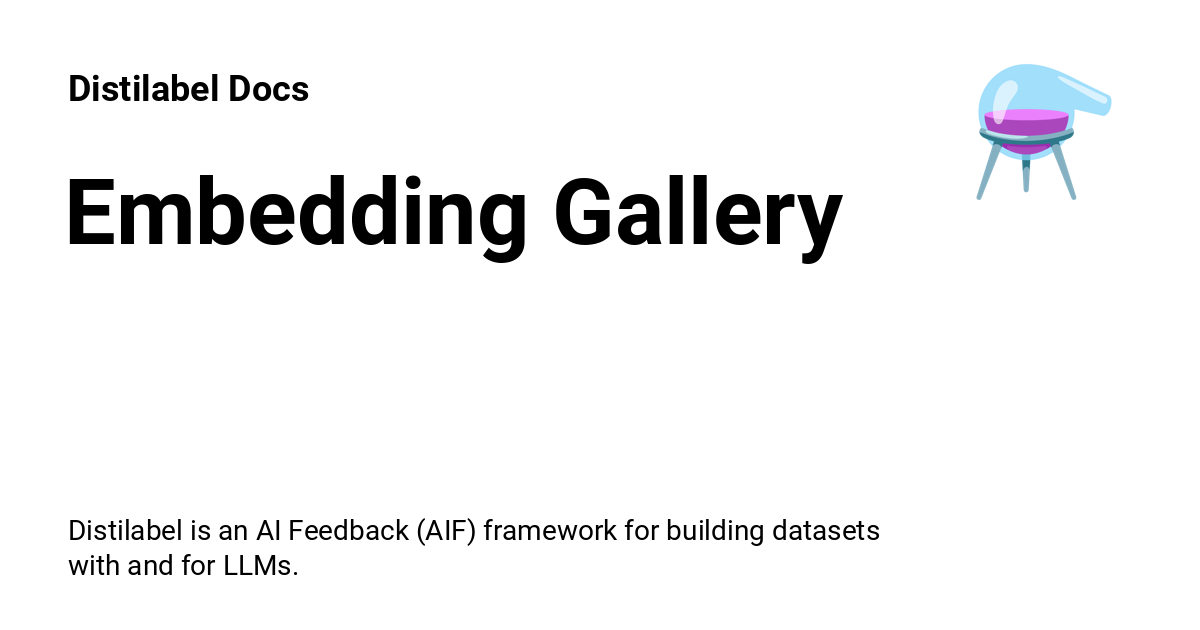 Distilabel Docs
Embedding Gallery
Distilabel is an AI Feedback (AIF) framework for building datasets
with and for LLMs.